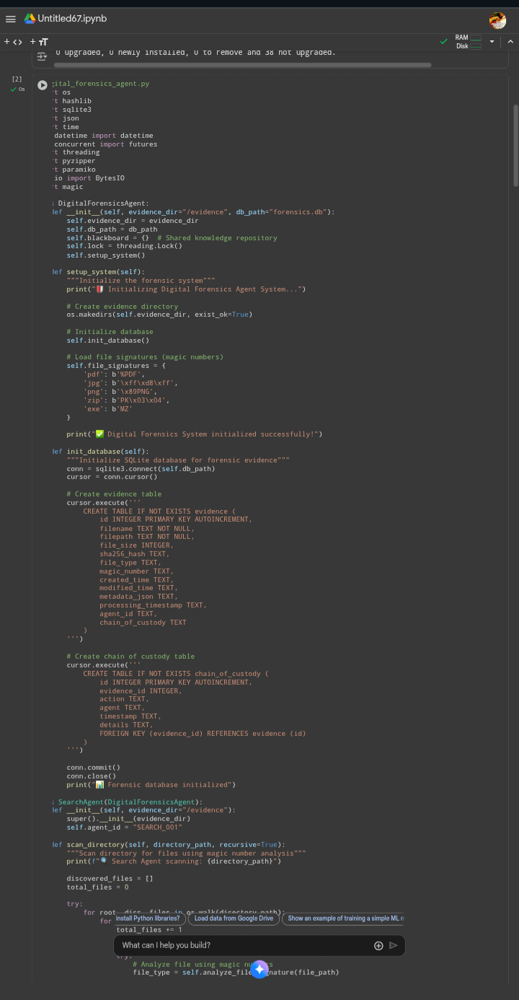 Untitled67.ipynb
+ <> + TT
RAM
Disk
0 upgraded, 0 newly installed, 0 to remove and 38 not upgraded.
[2]
0s
gital_forensics_agent.py
t os
t hashlib
t sqlite3
t json
t time
datetime import datetime
concurrent import futures
t threading
t pyzipper
t paramiko
io import BytesIO
t magic
; DigitalForensicsAgent:
def __init__(self, evidence_dir="/evidence", db_path="forensics.db"):
self.evidence_dir = evidence_dir
self.db_path = db_path
self.blackboard = {}  # Shared knowledge repository
self.lock = threading.Lock()
self.setup_system()
def setup_system(self):
"""Initialize the forensic system"""
print(" Initializing Digital Forensics Agent System...")
# Create evidence directory
os.makedirs(self.evidence_dir, exist_ok=True)
# Initialize database
self.init_database()
# Load file signatures (magic numbers)
self.file_signatures = {
'pdf': b'%PDF',
'jpg': b'\xff\xd8\xff',
'png': b'\x89PNG',
'zip': b'PK\x03\x04',
'exe': b'MZ'
}
print("✅ Digital Forensics System initialized successfully!")
def init_database(self):
"""Initialize SQLite database for forensic evidence"""
conn = sqlite3.connect(self.db_path)
cursor = conn.cursor()
# Create evidence table
cursor.execute('''
CREATE TABLE IF NOT EXISTS evidence (
id INTEGER PRIMARY KEY AUTOINCREMENT,
filename TEXT NOT NULL,
filepath TEXT NOT NULL,
file_size INTEGER,
sha256_hash TEXT,
file_type TEXT,
magic_number TEXT,
created_time TEXT,
modified_time TEXT,
metadata_json TEXT,
processing_timestamp TEXT,
agent_id TEXT,
chain_of_custody TEXT
)
''')
# Create chain of custody table
cursor.execute('''
CREATE TABLE IF NOT EXISTS chain_of_custody (
id INTEGER PRIMARY KEY AUTOINCREMENT,
evidence_id INTEGER,
action TEXT,
agent TEXT,
timestamp TEXT,
details TEXT,
FOREIGN KEY (evidence_id) REFERENCES evidence (id)
)
''')
conn.commit()
conn.close()
print("📊 Forensic database initialized")
; SearchAgent(DigitalForensicsAgent):
def __init__(self, evidence_dir="/evidence"):
super().__init__(evidence_dir)
self.agent_id = "SEARCH_001"
def scan_directory(self, directory_path, recursive=True):
"""Scan directory for files using magic number analysis"""
print(f"🔍 Search Agent scanning: {directory_path}")
discovered_files = []
total_files = 0
try:
for root, dirs, files in os.walk(directory_path):
for
install Python libraries? Load data from Google Drive Show an example of training a simple ML
total_files += 1
What can I help you build?
try:
# Analyze file using magic
file_type = self.analyze_file nature(file_path)